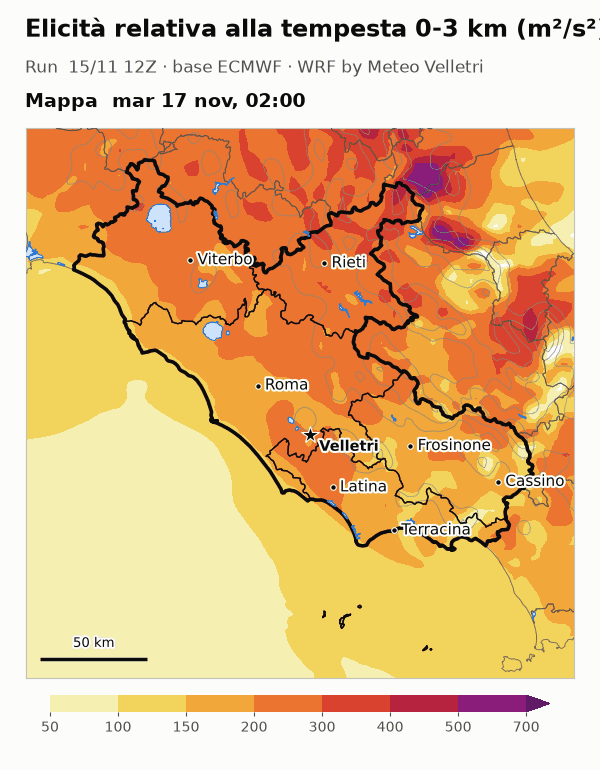 Elicità relativa alla tempesta 0-3 km (m²/s²)
Run 15/11 12Z · base ECMWF · WRF by Meteo Velletri
Mappa mar 17 nov, 02:00
Viterbo
Rieti
Roma
Velletri
Frosinone
Latina
Cassino
Terracina
50 km
50 100 150 200 300 400 500 700